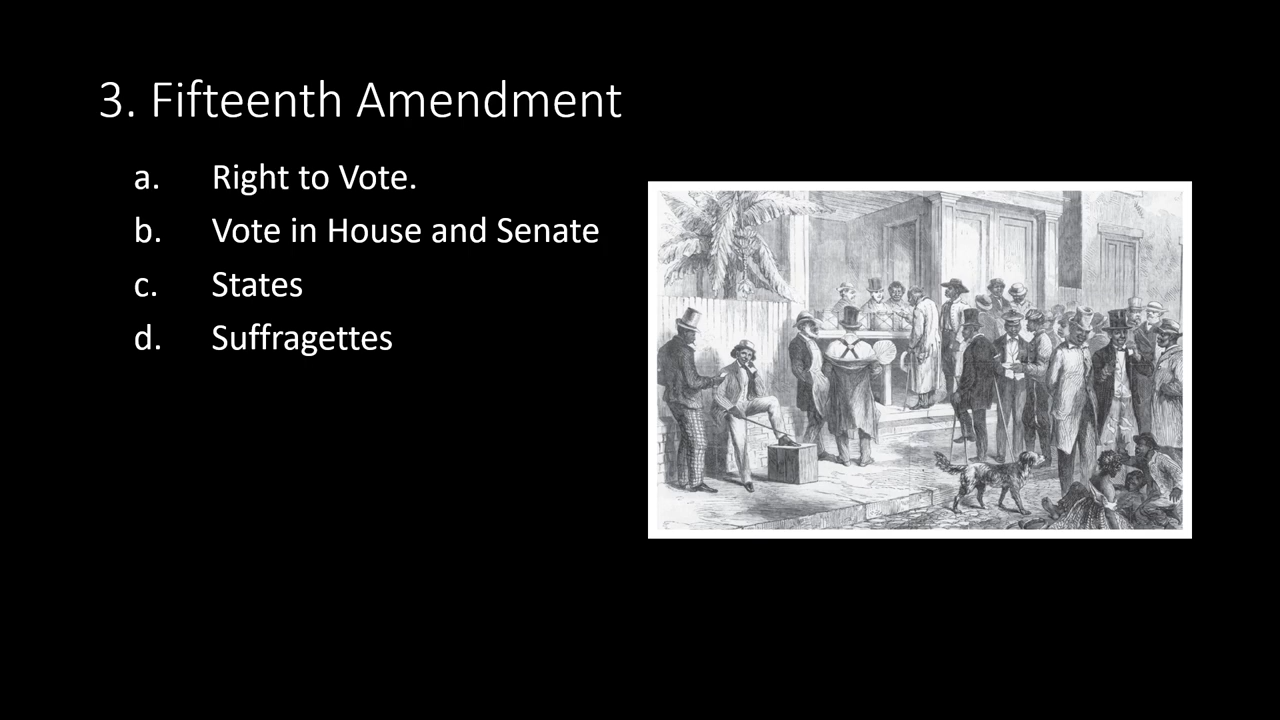 3. Fifteenth Amendment
a. Right to Vote.
b. Vote in House and Senate
c. States
d. Suffragettes